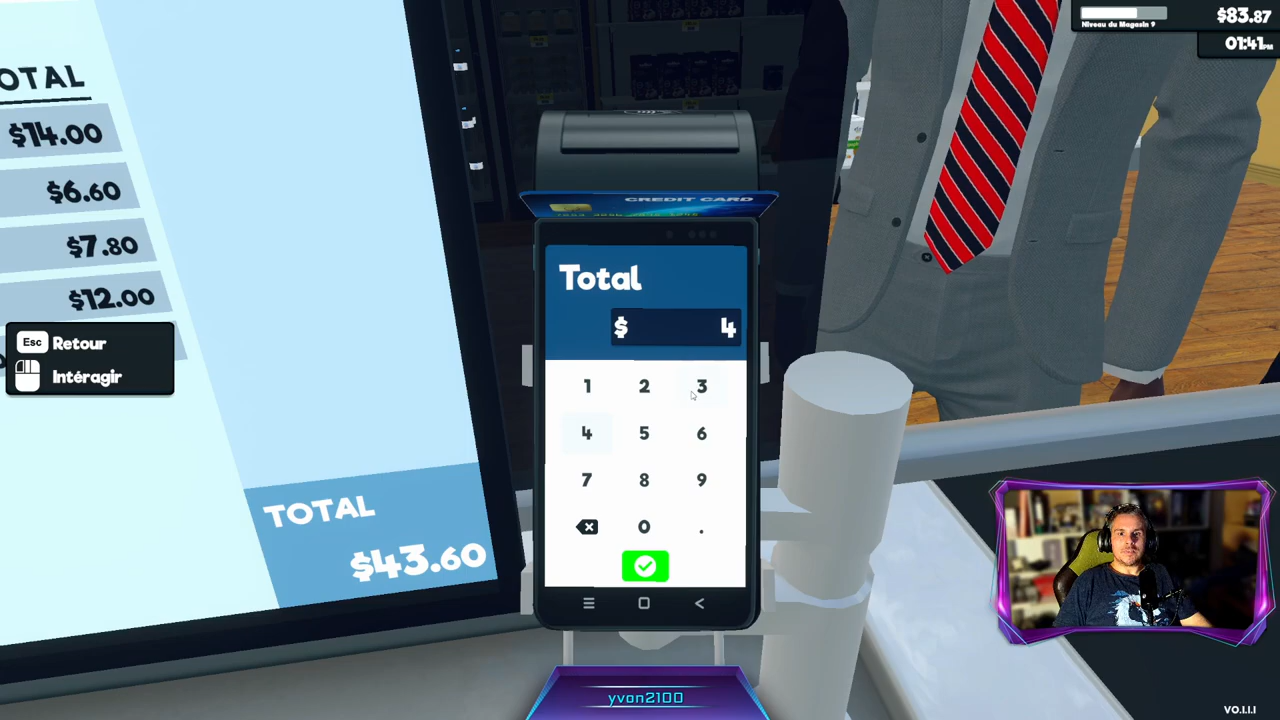 OTAL
$14.00
$6.60
$7.80
$12.00
Esc Retour
Intéragir
TOTAL
$43.60
CREDIT CARD
Total
$ 4
1 2 3
4 5 6
7 8 9
0 .
$83.87
Niveau du Magasin 9
01:41PM
yvon2100
V0.1.1.1